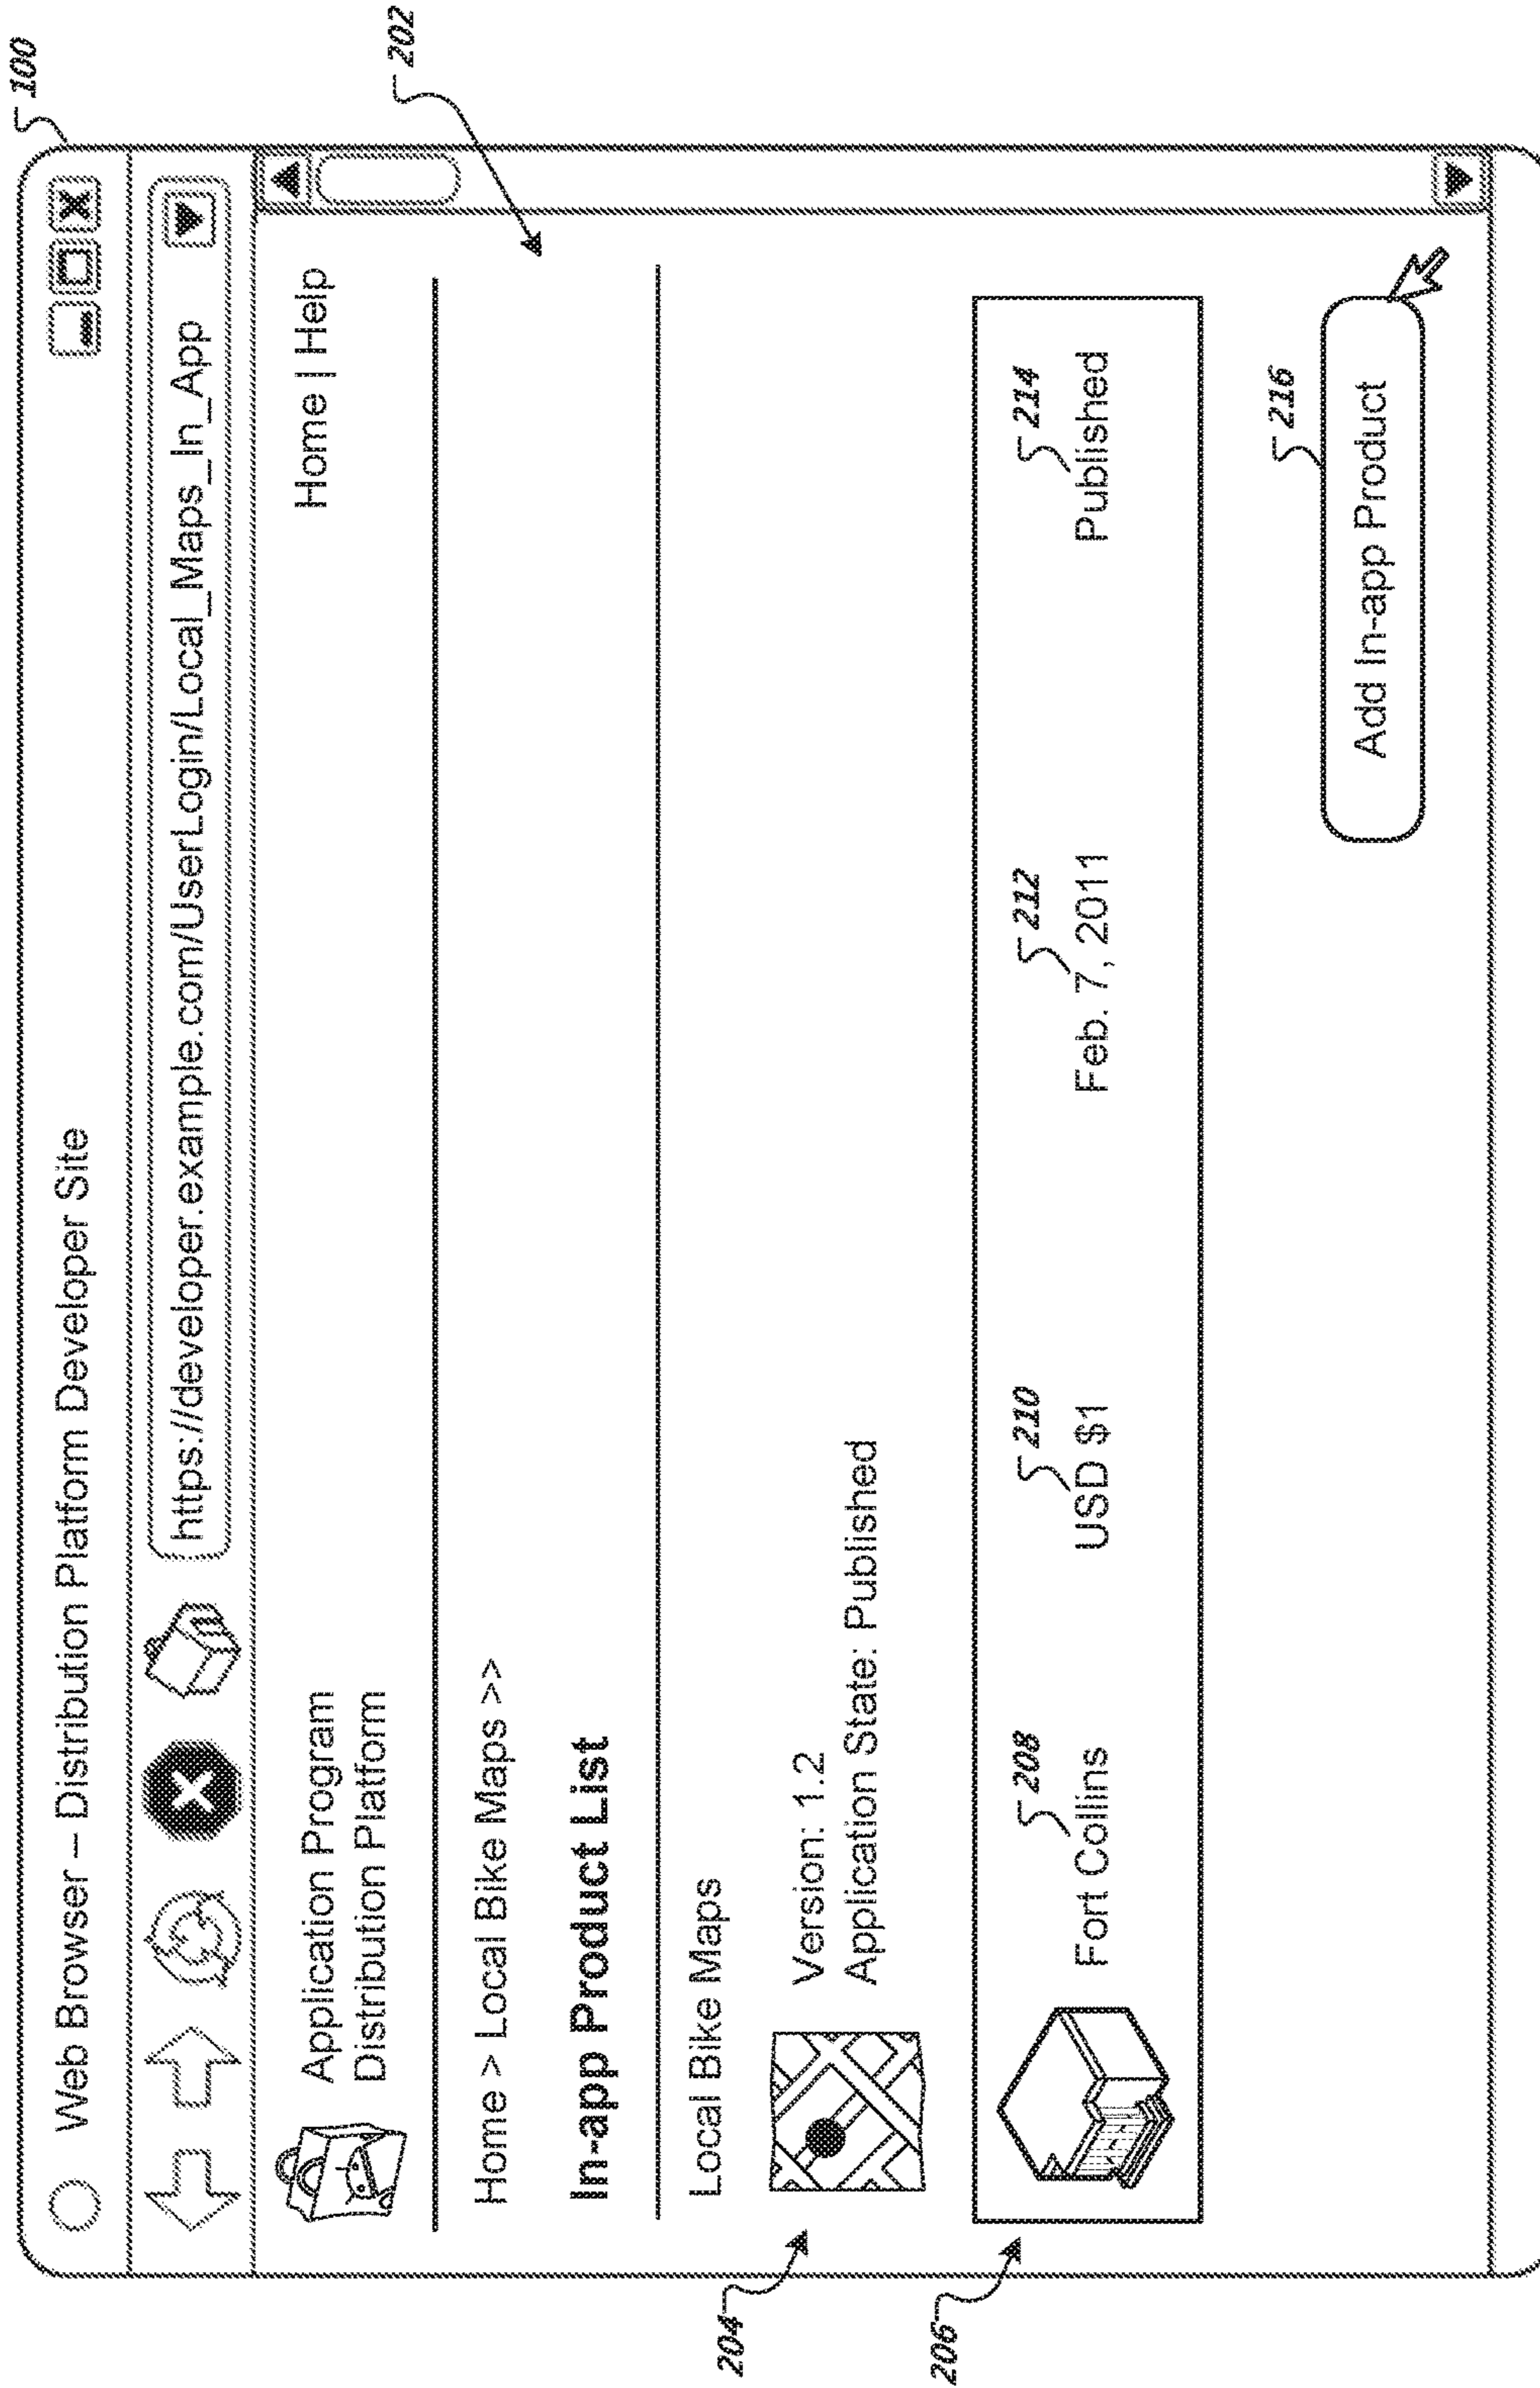 100
Web Browser – Distribution Platform Developer Site
https://developer.example.com/UserLogin/Local_Maps_In_App
Application Program
Distribution Platform
Home | Help
202
Home > Local Bike Maps >>
In-app Product List
Local Bike Maps
204
Version: 1.2
Application State: Published
206
208
210
212
214
Fort Collins
USD $1
Feb. 7, 2011
Published
216
Add In-app Product